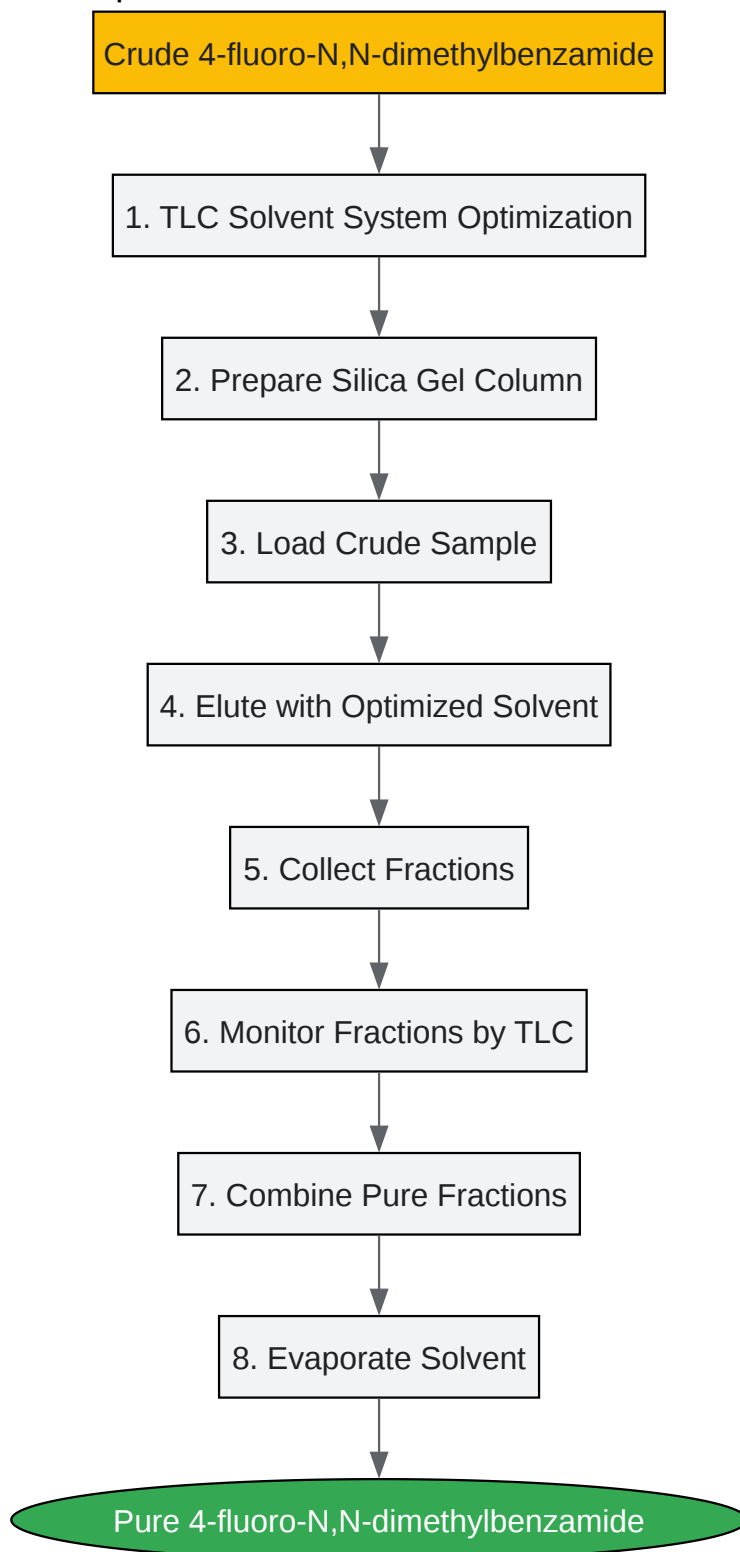 Crude 4-fluoro-N,N-dimethylbenzamide
1. TLC Solvent System Optimization
2. Prepare Silica Gel Column
3. Load Crude Sample
4. Elute with Optimized Solvent
5. Collect Fractions
6. Monitor Fractions by TLC
7. Combine Pure Fractions
8. Evaporate Solvent
Pure 4-fluoro-N,N-dimethylbenzamide